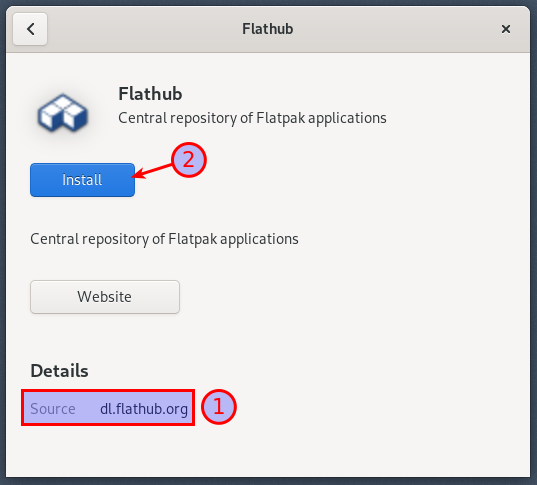 Flathub
Flathub
Central repository of Flatpak applications
2
Install
Central repository of Flatpak applications
Website
Details
Source dl.flathub.org
1